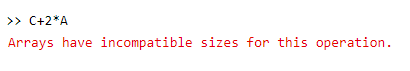 >> C+2*A
Arrays have incompatible sizes for this operation.